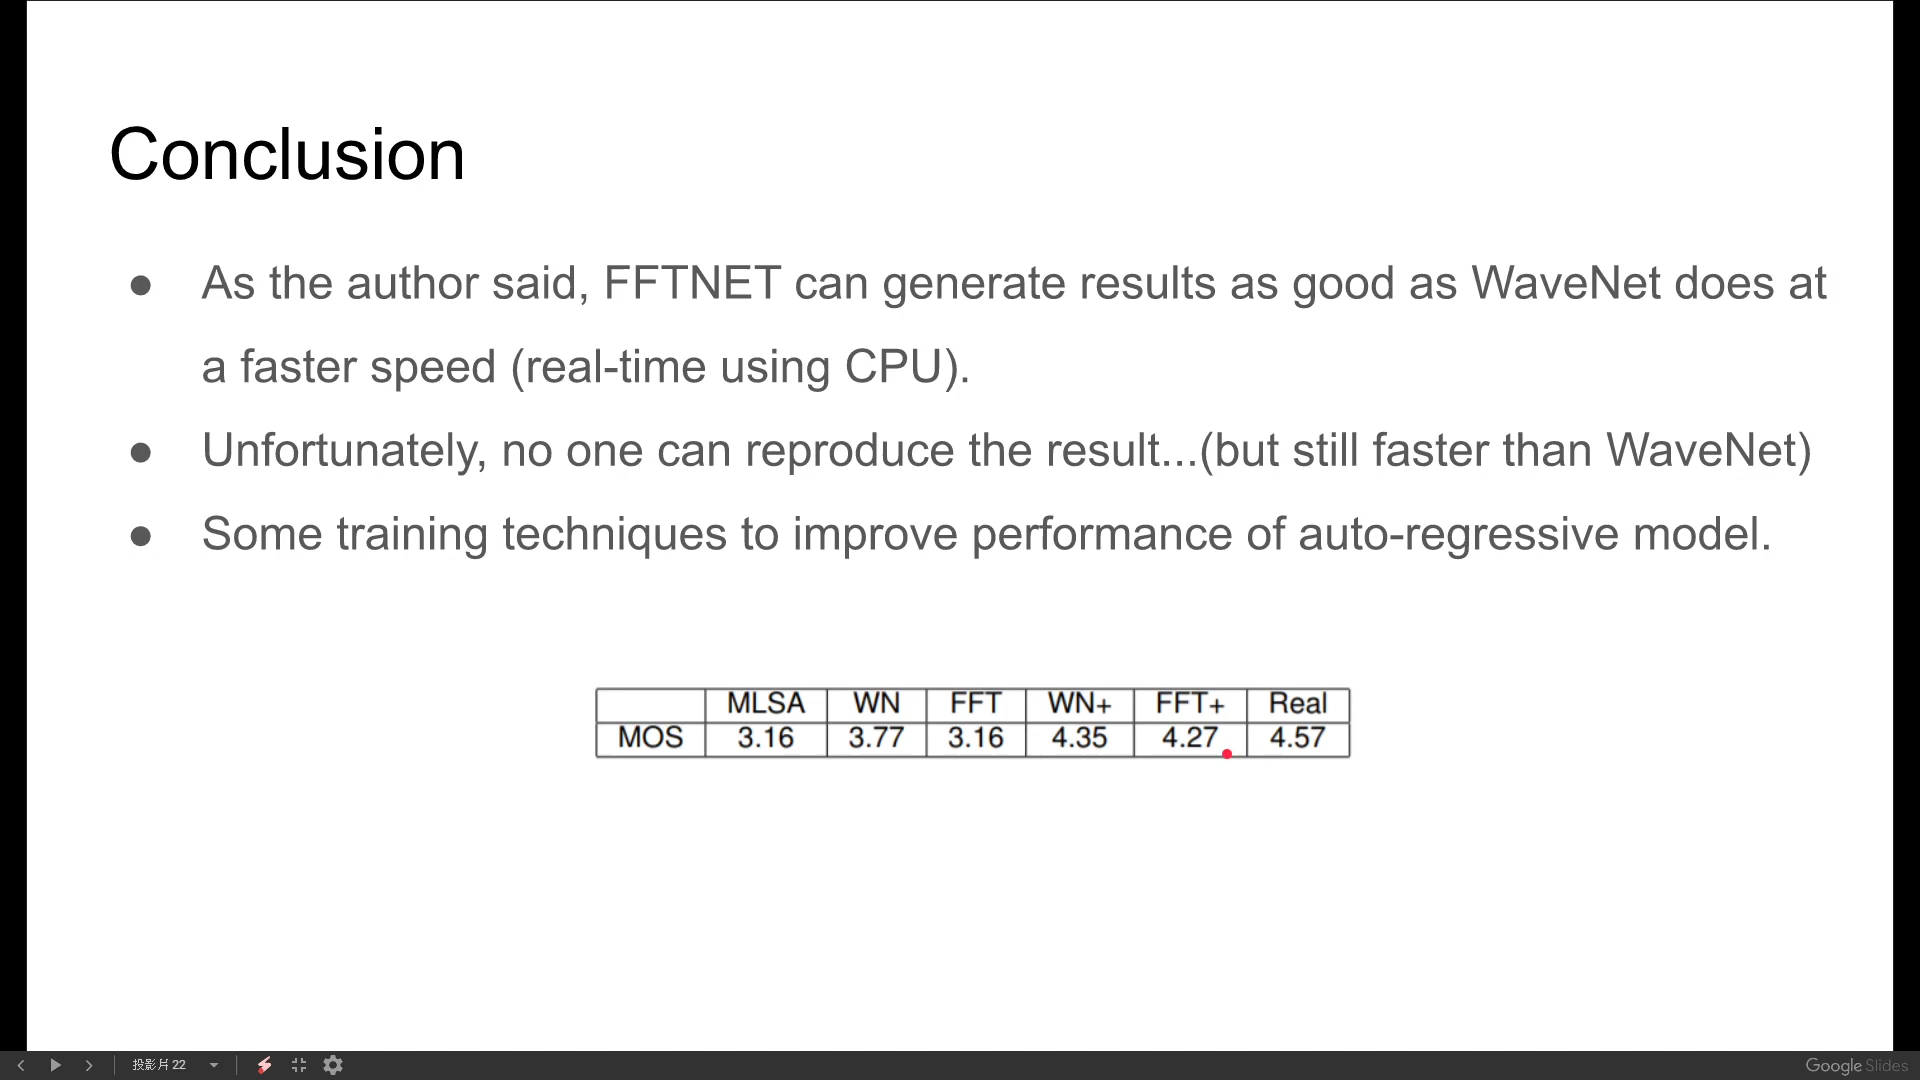 Conclusion
● As the author said, FFTNET can generate results as good as WaveNet does at
a faster speed (real-time using CPU).
● Unfortunately, no one can reproduce the result...(but still faster than WaveNet)
● Some training techniques to improve performance of auto-regressive model.
MLSA WN FFT WN+ FFT+ Real
MOS 3.16 3.77 3.16 4.35 4.27 4.57
投影片 22
Google Slides